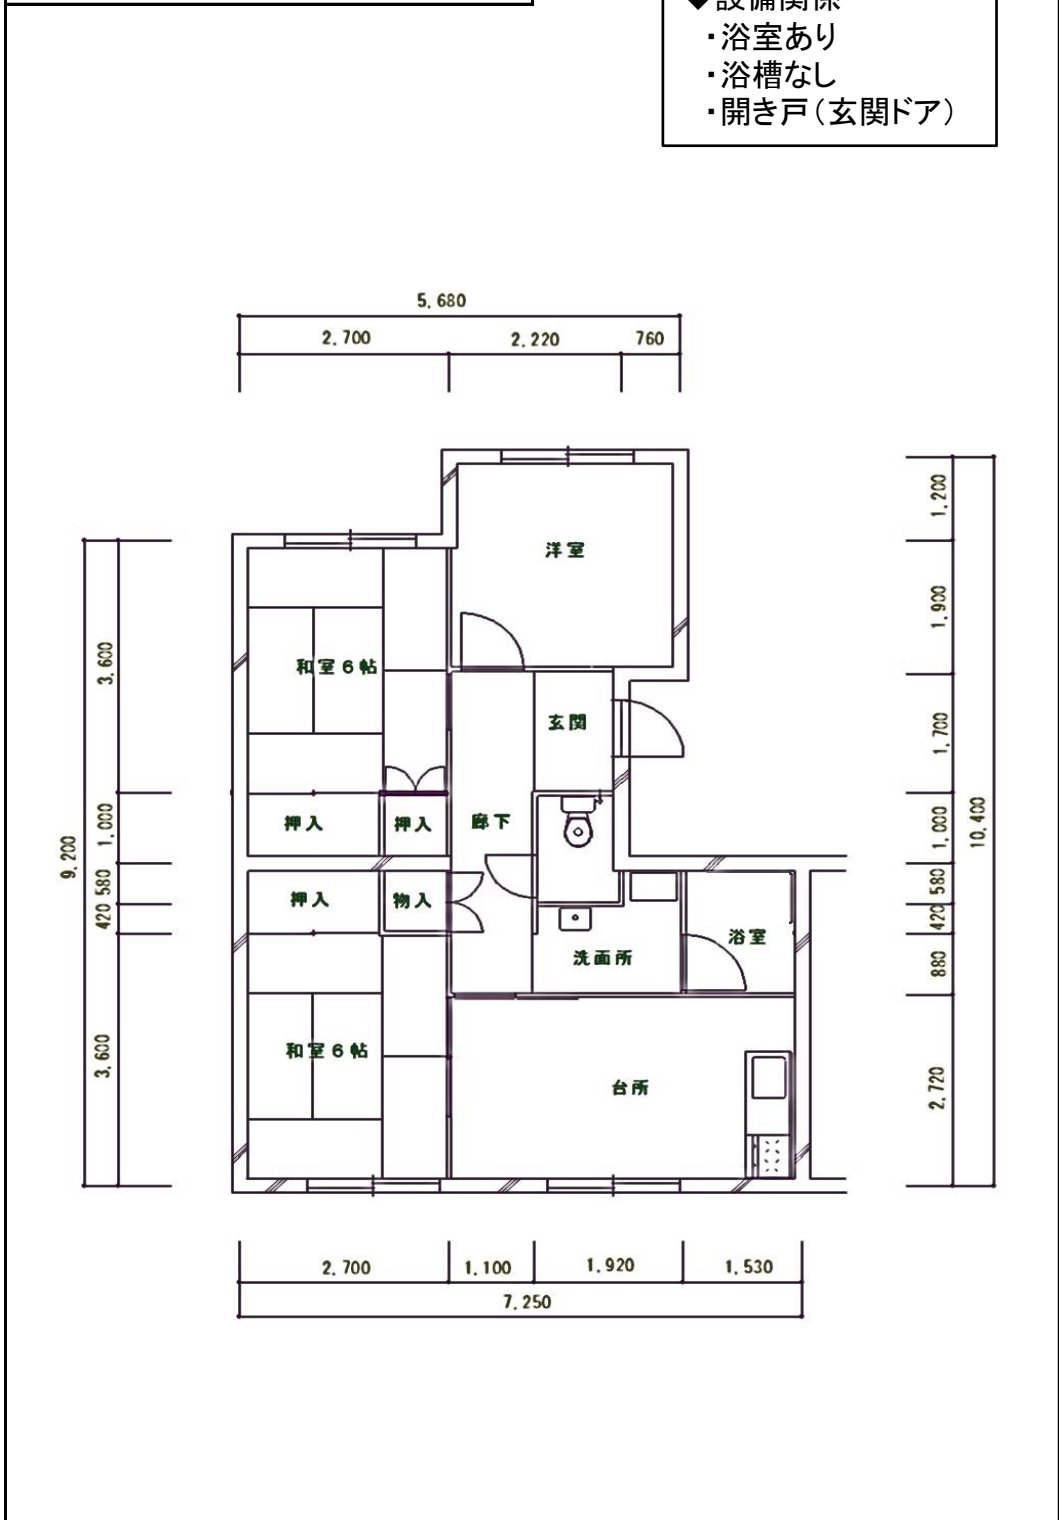 ◆設備関係
・浴室あり
・浴槽なし
・開き戸（玄関ドア）
5,680
2,700 2,220 760
洋室
和室6帖
玄関
押入 押入 廊下
押入 物入
洗面所 浴室
和室6帖
台所
3,600
1,000
580
420
3,600
9,200
1,200
1,900
1,700
1,000
580
420
880
2,720
10,400
2,700 1,100 1,920 1,530
7,250